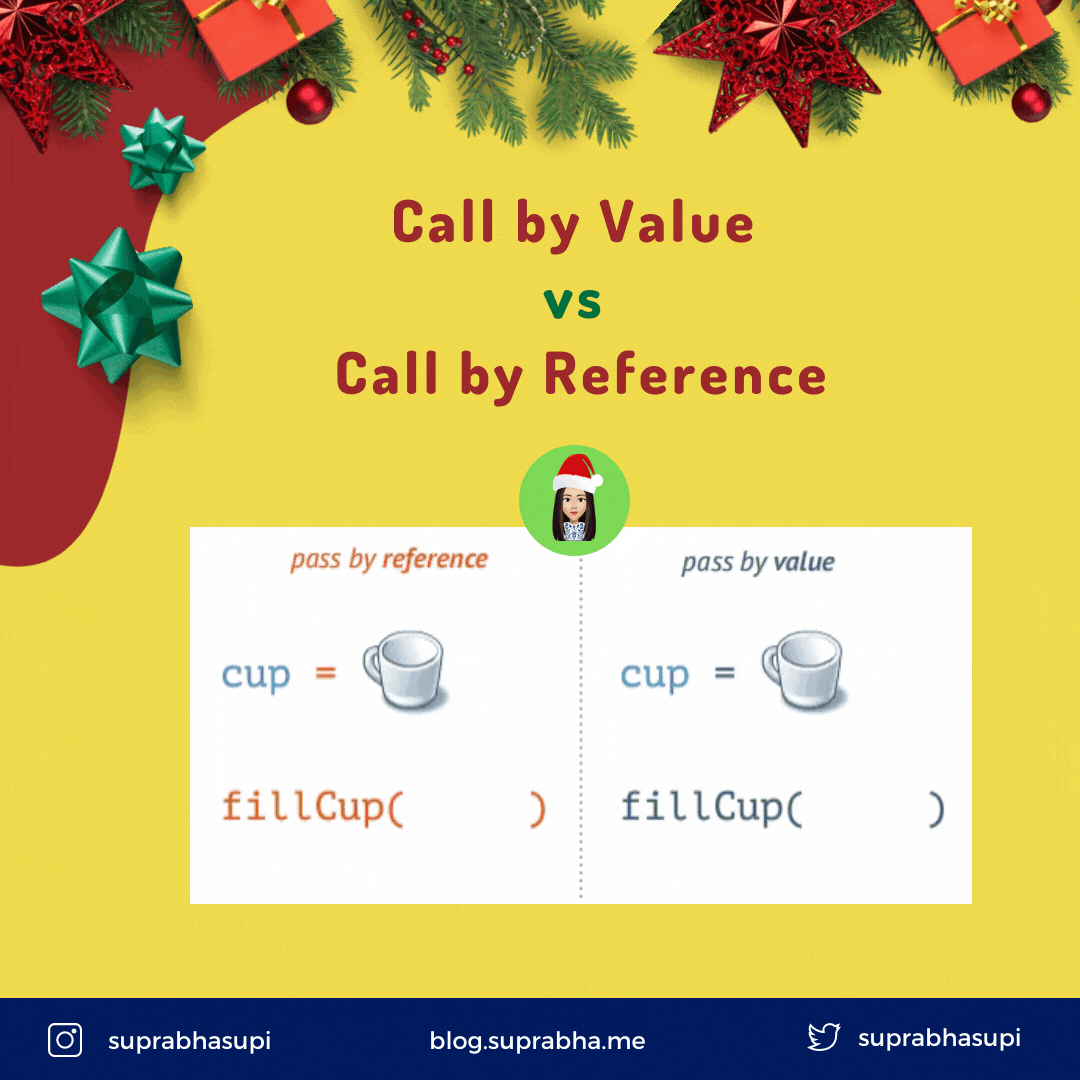 Call by Value
vs
Call by Reference
pass by reference
cup =
fillCup( )
pass by value
cup =
fillCup( )
suprabhasupi
blog.suprabha.me
suprabhasupi